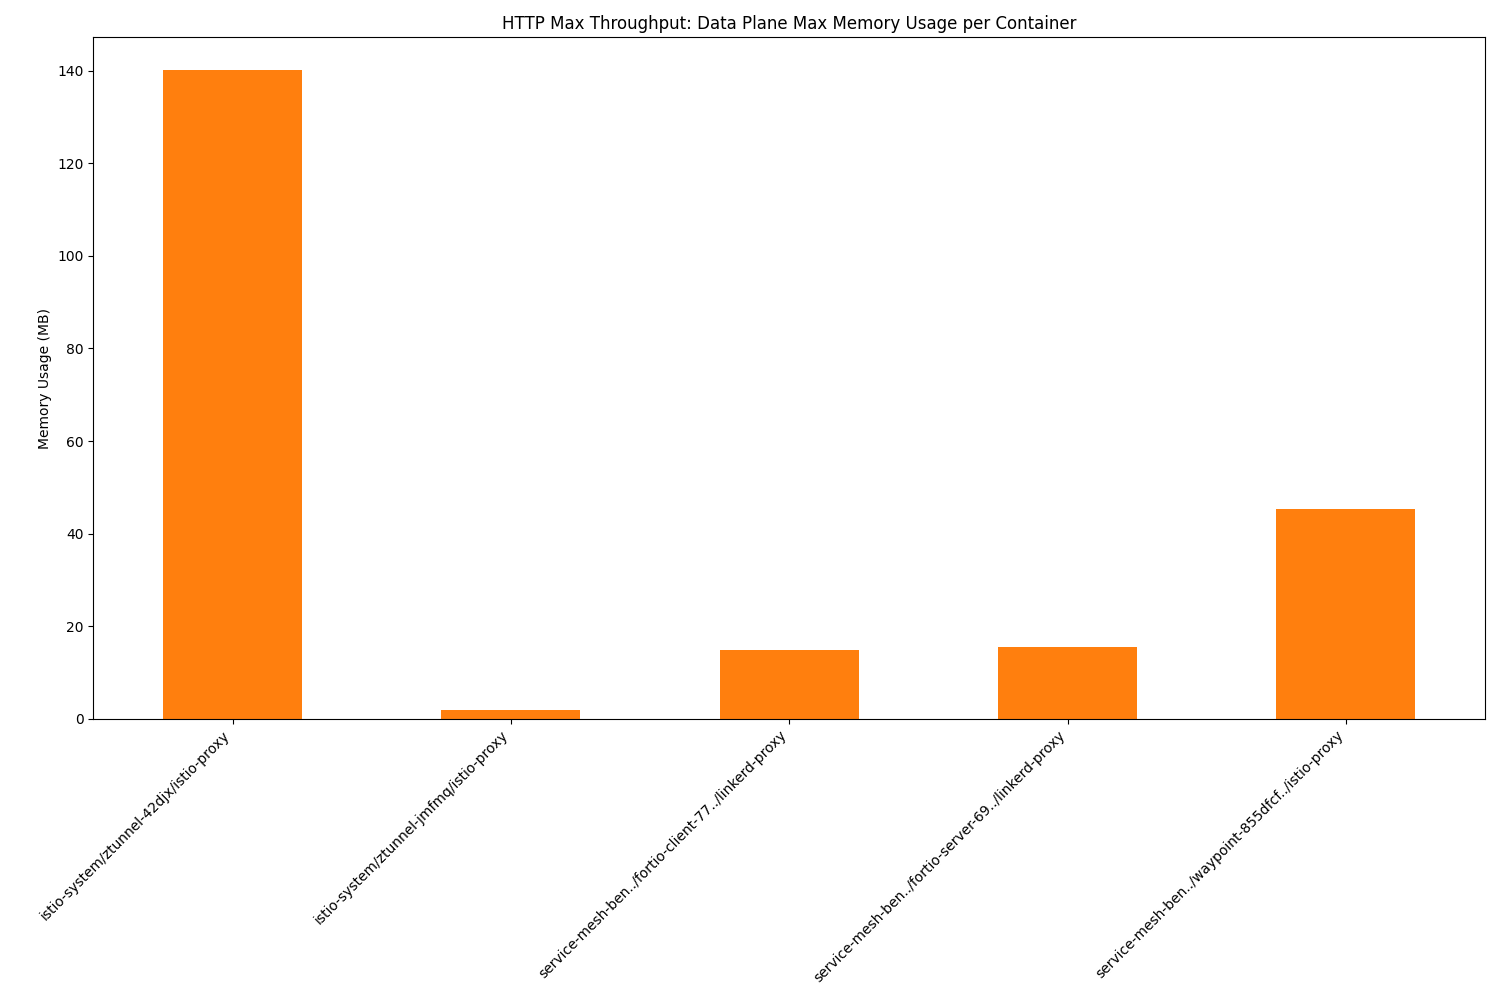 HTTP Max Throughput: Data Plane Max Memory Usage per Container
Memory Usage (MB)
140
120
100
80
60
40
20
0
istio-system/ztunnel-42djx/istio-proxy
istio-system/ztunnel-jmfmq/istio-proxy
service-mesh-ben../fortio-client-77../linkerd-proxy
service-mesh-ben../fortio-server-69../linkerd-proxy
service-mesh-ben../waypoint-855dfcf../istio-proxy